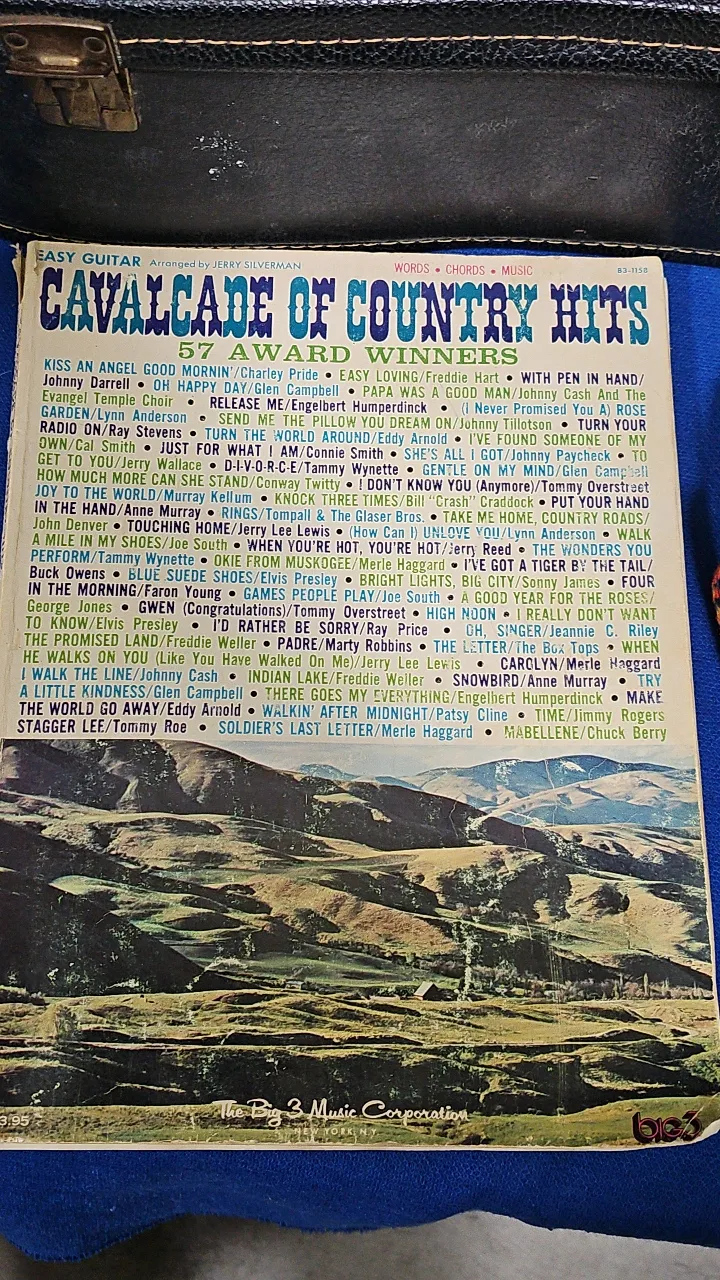 EASY GUITAR Arranged by JERRY SILVERMAN WORDS • CHORDS • MUSIC B3-1158
CAVALCADE OF COUNTRY HITS
57 AWARD WINNERS
KISS AN ANGEL GOOD MORNIN'/Charley Pride • EASY LOVING/Freddie Hart • WITH PEN IN HAND/
Johnny Darrell • OH HAPPY DAY/Glen Campbell • PAPA WAS A GOOD MAN/Johnny Cash And The
Evangel Temple Choir • RELEASE ME/Engelbert Humperdinck • (I Never Promised You A) ROSE
GARDEN/Lynn Anderson • SEND ME THE PILLOW YOU DREAM ON/Johnny Tillotson • TURN YOUR
RADIO ON/Ray Stevens • TURN THE WORLD AROUND/Eddy Arnold • I'VE FOUND SOMEONE OF MY
OWN/Cal Smith • JUST FOR WHAT I AM/Connie Smith • SHE'S ALL I GOT/Johnny Paycheck • TO
GET TO YOU/Jerry Wallace • D-I-V-O-R-C-E/Tammy Wynette • GENTLE ON MY MIND/Glen Campbell
HOW MUCH MORE CAN SHE STAND/Conway Twitty • I DON'T KNOW YOU (Anymore)/Tommy Overstreet
JOY TO THE WORLD/Murray Kellum • KNOCK THREE TIMES/Bill "Crash" Craddock • PUT YOUR HAND
IN THE HAND/Anne Murray • RINGS/Tompall & The Glaser Bros. • TAKE ME HOME, COUNTRY ROADS/
John Denver • TOUCHING HOME/Jerry Lee Lewis • (How Can I) UNLOVE YOU/Lynn Anderson • WALK
A MILE IN MY SHOES/Joe South • WHEN YOU'RE HOT, YOU'RE HOT/Jerry Reed • THE WONDERS YOU
PERFORM/Tammy Wynette • OKIE FROM MUSKOGEE/Merle Haggard • I'VE GOT A TIGER BY THE TAIL/
Buck Owens • BLUE SUEDE SHOES/Elvis Presley • BRIGHT LIGHTS, BIG CITY/Sonny James • FOUR
IN THE MORNING/Faron Young • GAMES PEOPLE PLAY/Joe South • A GOOD YEAR FOR THE ROSES/
George Jones • GWEN (Congratulations)/Tommy Overstreet • HIGH NOON • I REALLY DON'T WANT
TO KNOW/Elvis Presley • I'D RATHER BE SORRY/Ray Price • OH, SINGER/Jeannie C. Riley
THE PROMISED LAND/Freddie Weller • PADRE/Marty Robbins • THE LETTER/The Box Tops • WHEN
HE WALKS ON YOU (Like You Have Walked On Me)/Jerry Lee Lewis • CAROLYN/Merle Haggard
I WALK THE LINE/Johnny Cash • INDIAN LAKE/Freddie Weller • SNOWBIRD/Anne Murray • TRY
A LITTLE KINDNESS/Glen Campbell • THERE GOES MY EVERYTHING/Engelbert Humperdinck • MAKE
THE WORLD GO AWAY/Eddy Arnold • WALKIN' AFTER MIDNIGHT/Patsy Cline • TIME/Jimmy Rogers
STAGGER LEE/Tommy Roe • SOLDIER'S LAST LETTER/Merle Haggard • MABELLENE/Chuck Berry
The Big 3 Music Corporation
NEW YORK, N.Y.
3.95
big3